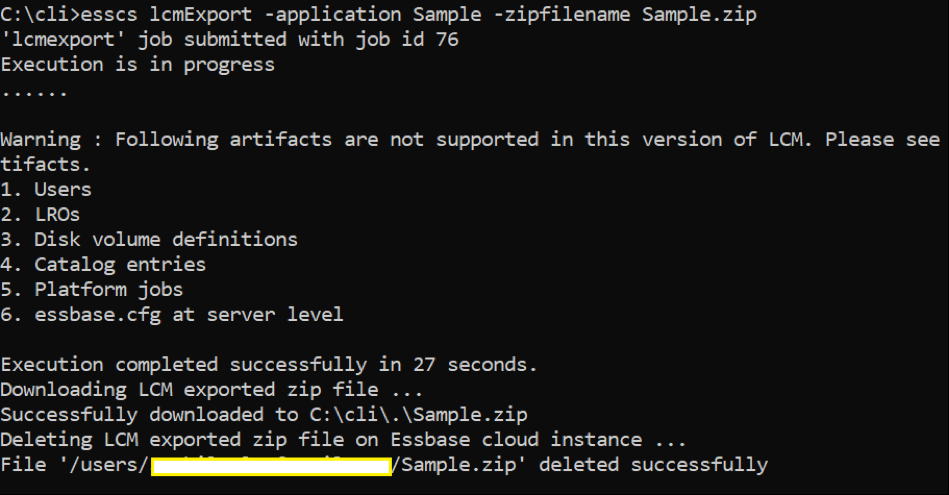 C:\cli>esscs lcmExport -application Sample -zipfilename Sample.zip
'lcmexport' job submitted with job id 76
Execution is in progress
......
Warning : Following artifacts are not supported in this version of LCM. Please see
tifacts.
1. Users
2. LROs
3. Disk volume definitions
4. Catalog entries
5. Platform jobs
6. essbase.cfg at server level
Execution completed successfully in 27 seconds.
Downloading LCM exported zip file ...
Successfully downloaded to C:\cli\.\Sample.zip
Deleting LCM exported zip file on Essbase cloud instance ...
File '/users/ /Sample.zip' deleted successfully